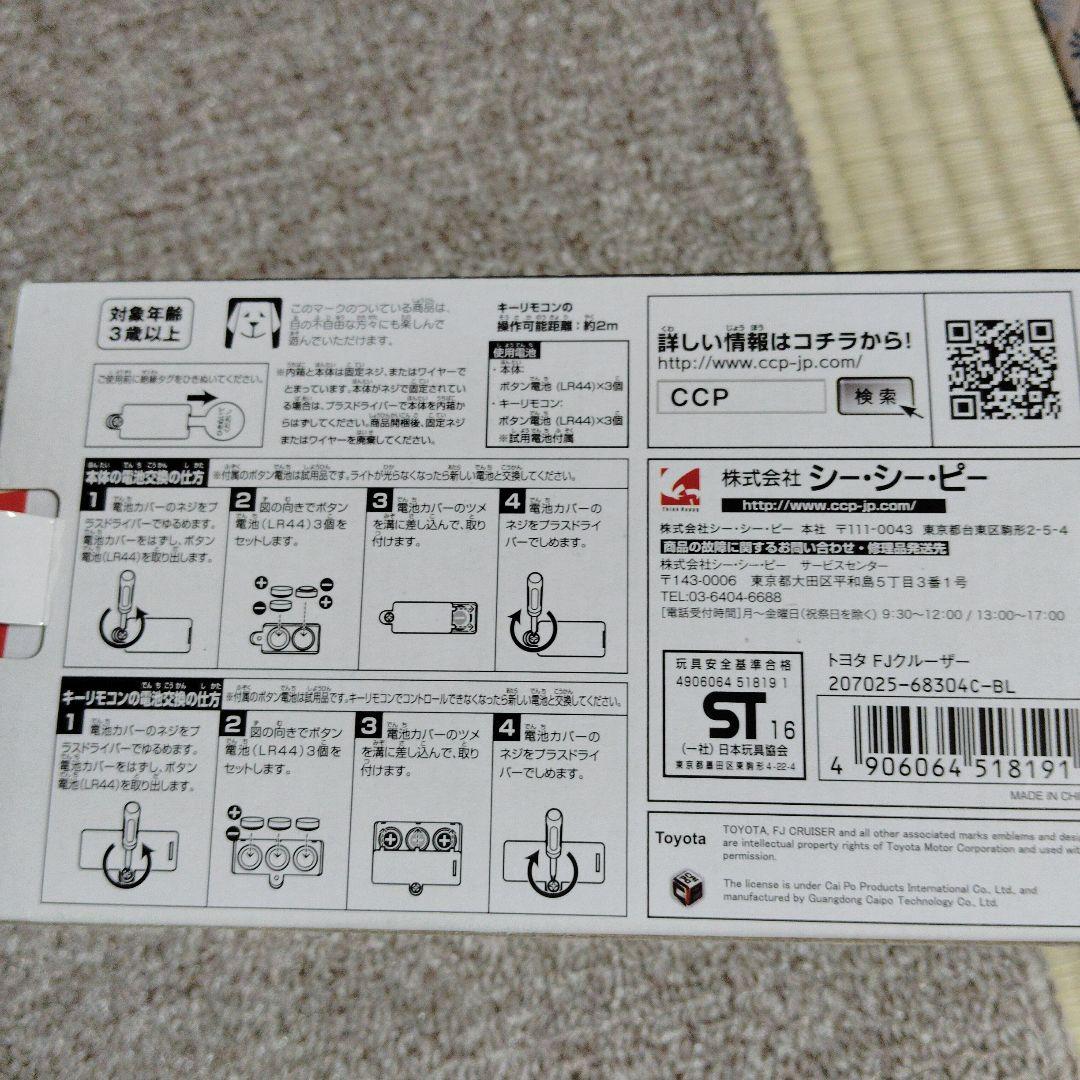 対象年齢
3歳以上
このマークのついている商品は、
目の不自由な方々にも楽しんで
遊んでいただけます。
ご使用前に絶縁タグをひきぬいてください。
※内箱と本体は固定ネジ、またはワイヤーで
とまっています。本体がネジで固定されてい
る場合は、プラスドライバーで本体を内箱か
らはずしてください。商品開梱後、固定ネジ
またはワイヤーを廃棄してください。
キーリモコンの
操作可能距離:約2m
使用電池
・本体:
ボタン電池(LR44)×3個
・キーリモコン:
ボタン電池(LR44)×3個
※試用電池付属
本体の電池交換の仕方
※付属のボタン電池は試用品です。ライトが光らなくなったら新しい電池と交換してください。
1 電池カバーのネジをプ
ラスドライバーでゆるめます。
電池カバーをはずし、ボタン
電池(LR44)を取り出します。
2 図の向きでボタン
電池(LR44)3個を
セットします。
3 電池カバーのツメ
を溝に差し込んで、取り
付けます。
4 電池カバーの
ネジをプラスドライ
バーでしめます。
キーリモコンの電池交換の仕方
※付属のボタン電池は試用品です。キーリモコンでコントロールできなくなったら新しい電池と交換してください。
1 電池カバーのネジをプ
ラスドライバーでゆるめます。
電池カバーをはずし、ボタン
電池(LR44)を取り出します。
2 図の向きでボタン
電池(LR44)3個を
セットします。
3 電池カバーのツメ
を溝に差し込んで、取り
付けます。
4 電池カバーの
ネジをプラスドライ
バーでしめます。
詳しい情報はコチラから!
http://www.ccp-jp.com/
CCP
検索
Think Happy
株式会社 シー・シー・ピー
http://www.ccp-jp.com/
株式会社シー・シー・ピー 本社 〒111-0043 東京都台東区駒形2-5-4
商品の故障に関するお問い合わせ・修理品発送先
株式会社シー・シー・ピー サービスセンター
〒143-0006 東京都大田区平和島5丁目3番1号
TEL:03-6404-6688
[電話受付時間]月〜金曜日(祝祭日を除く) 9:30〜12:00 / 13:00〜17:00
玩具安全基準合格
4906064 51819 1
ST 16
(一社)日本玩具協会
東京都墨田区東駒形4-22-4
トヨタ FJクルーザー
207025-68304C-BL
4 906064 518191
MADE IN CHI
Toyota
TOYOTA, FJ CRUISER and all other associated marks emblems and desi
are intellectual property rights of Toyota Motor Corporation and used wit
permission.
The license is under Cai Po Products International Co., Ltd. and
manufactured by Guangdong Caipo Technology Co., Ltd.